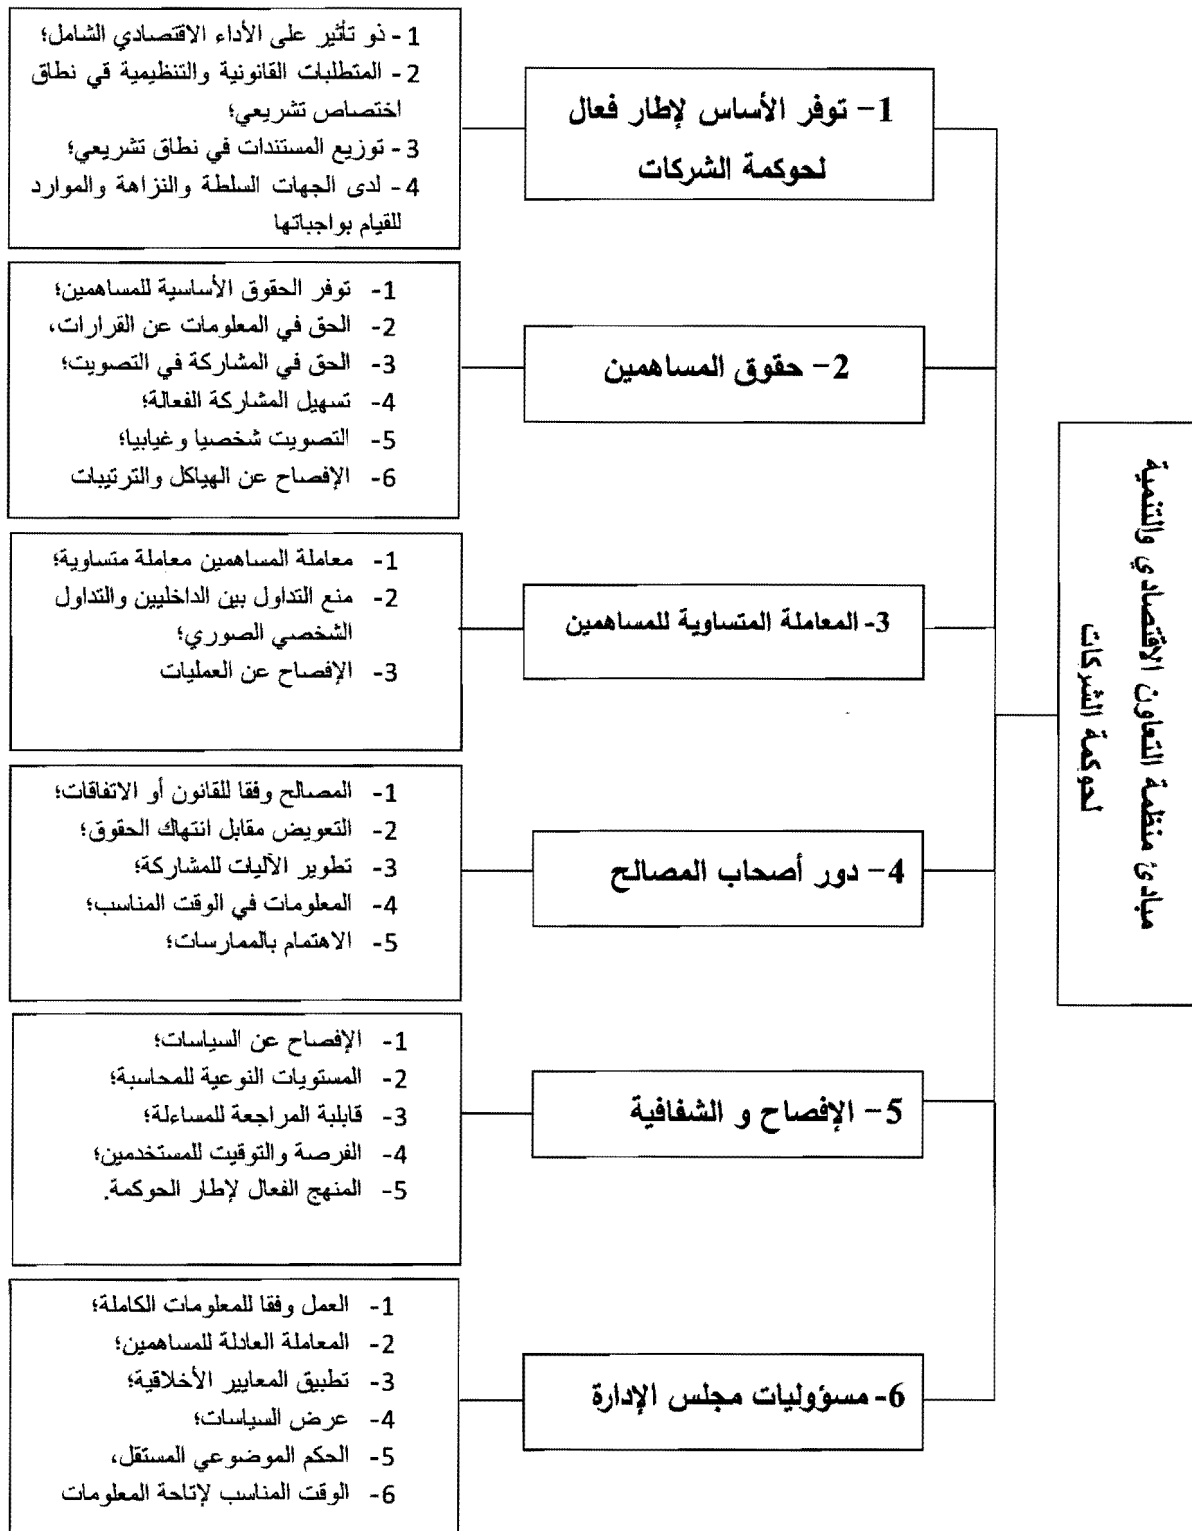 مبادئ منظمة التعاون الاقتصادي والتنمية
لحوكمة الشركات
1- توفر الأساس لإطار فعال
لحوكمة الشركات
1- ذو تأثير على الأداء الاقتصادي الشامل؛
2- المتطلبات القانونية والتنظيمية في نطاق
اختصاص تشريعي؛
3- توزيع المستندات في نطاق تشريعي؛
4- لدى الجهات السلطة والنزاهة والموارد
للقيام بواجباتها
2- حقوق المساهمين
1- توفر الحقوق الأساسية للمساهمين؛
2- الحق في المعلومات عن القرارات،
3- الحق في المشاركة في التصويت؛
4- تسهيل المشاركة الفعالة؛
5- التصويت شخصيا وغيابيا؛
6- الإفصاح عن الهياكل والترتيبات
3- المعاملة المتساوية للمساهمين
1- معاملة المساهمين معاملة متساوية؛
2- منع التداول بين الداخليين والتداول
الشخصي الصوري؛
3- الإفصاح عن العمليات
4- دور أصحاب المصالح
1- المصالح وفقا للقانون أو الاتفاقات؛
2- التعويض مقابل انتهاك الحقوق؛
3- تطوير الآليات للمشاركة؛
4- المعلومات في الوقت المناسب؛
5- الاهتمام بالممارسات؛
5- الإفصاح و الشفافية
1- الإفصاح عن السياسات؛
2- المستويات النوعية للمحاسبة؛
3- قابلية المراجعة للمساءلة؛
4- الفرصة والتوقيت للمستخدمين؛
5- المنهج الفعال لإطار الحوكمة.
6- مسؤوليات مجلس الإدارة
1- العمل وفقا للمعلومات الكاملة؛
2- المعاملة العادلة للمساهمين؛
3- تطبيق المعايير الأخلاقية؛
4- عرض السياسات؛
5- الحكم الموضوعي المستقل،
6- الوقت المناسب لإتاحة المعلومات